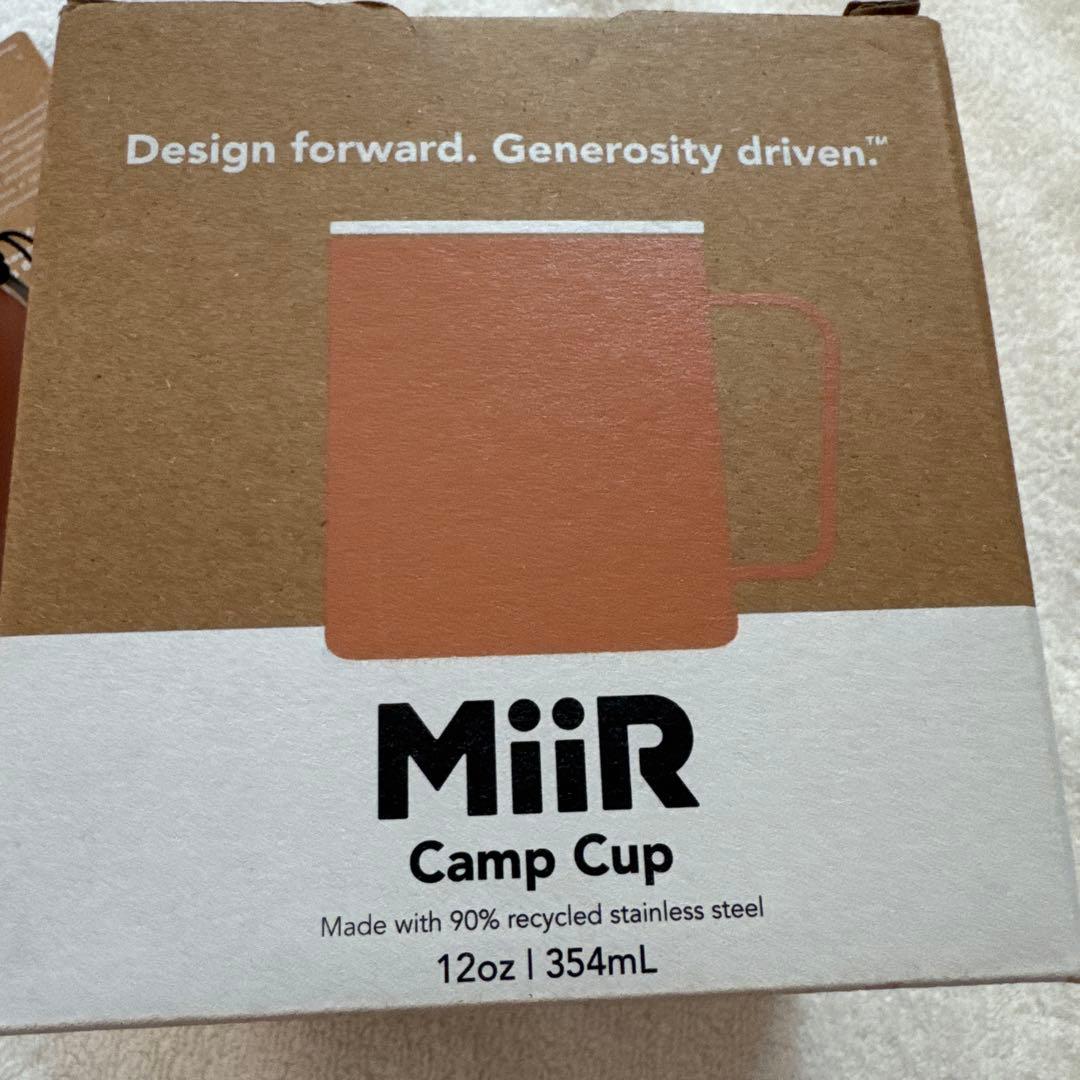 Design forward. Generosity driven.™
MiiR
Camp Cup
Made with 90% recycled stainless steel
12oz | 354mL